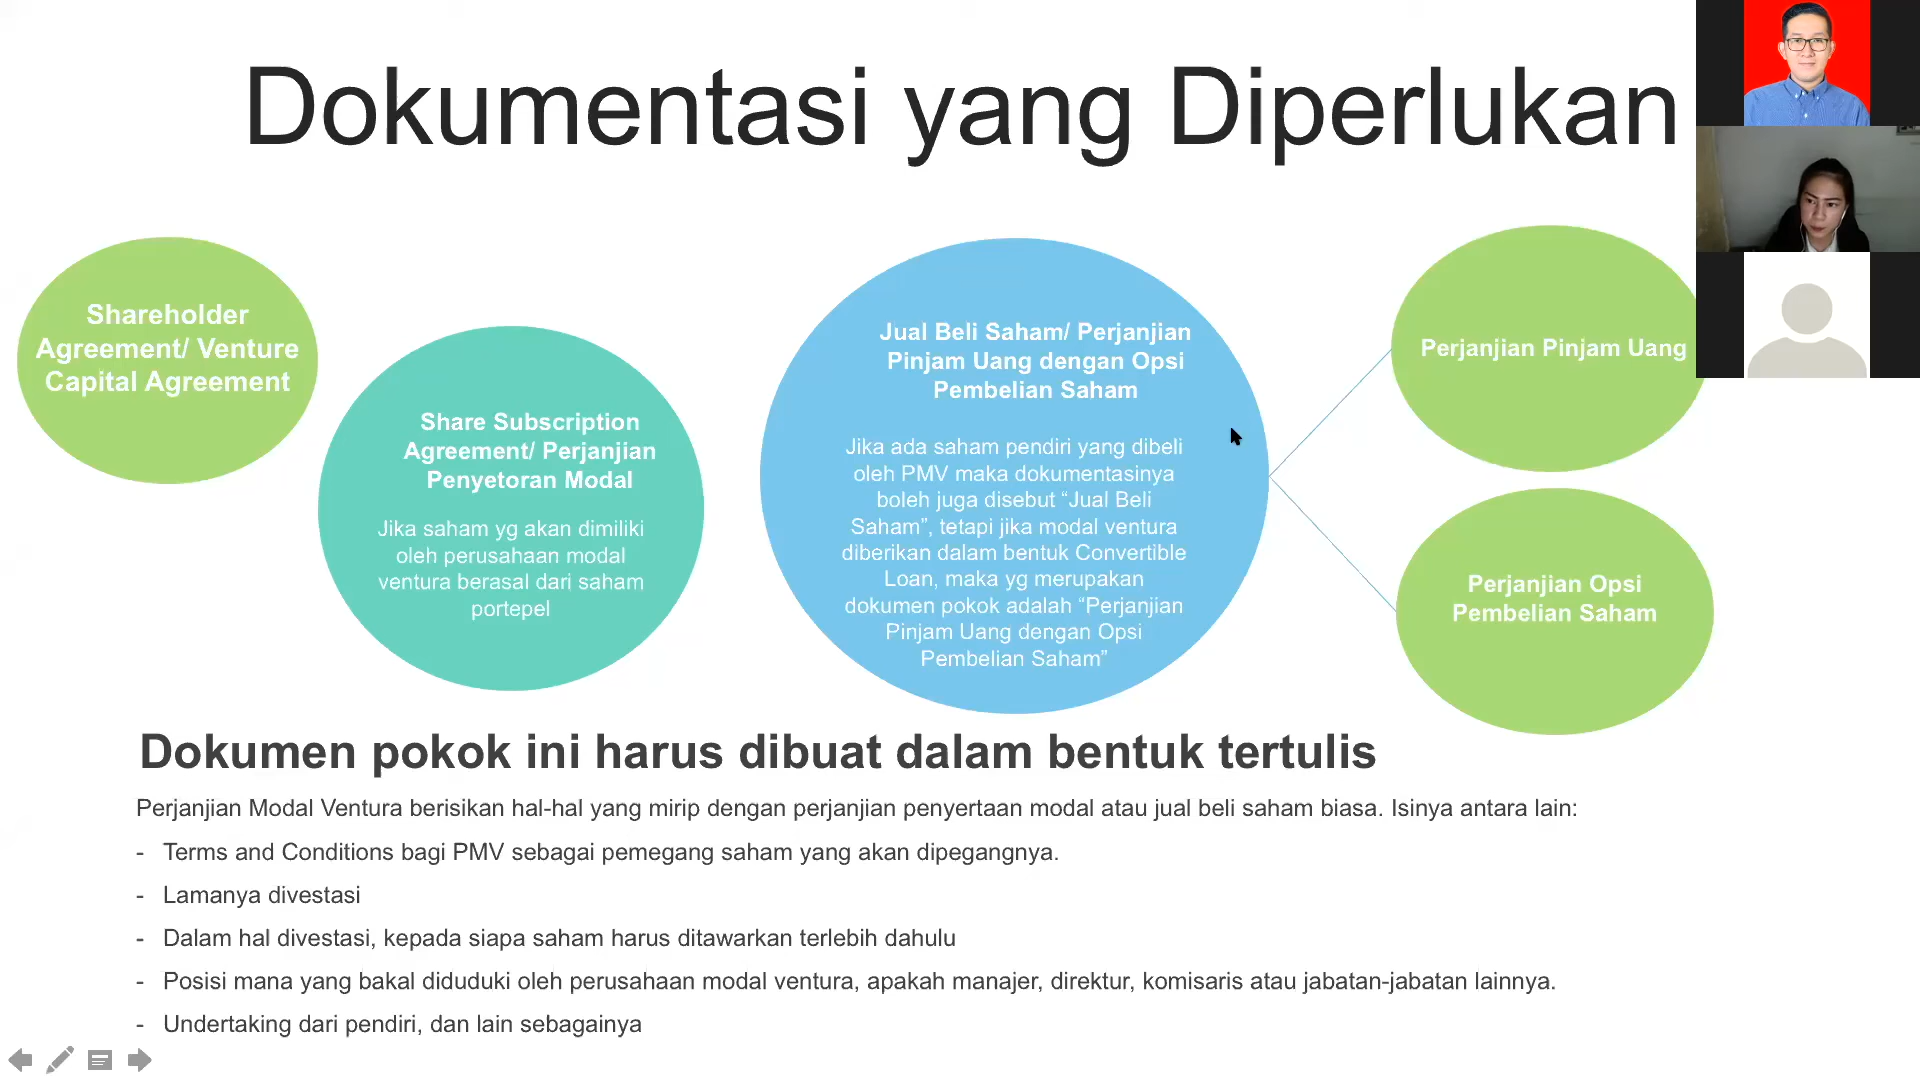 Dokumentasi yang Diperlukan
Shareholder
Agreement/ Venture
Capital Agreement
Share Subscription
Agreement/ Perjanjian
Penyetoran Modal
Jika saham yg akan dimiliki
oleh perusahaan modal
ventura berasal dari saham
portepel
Jual Beli Saham/ Perjanjian
Pinjam Uang dengan Opsi
Pembelian Saham
Jika ada saham pendiri yang dibeli
oleh PMV maka dokumentasinya
boleh juga disebut “Jual Beli
Saham”, tetapi jika modal ventura
diberikan dalam bentuk Convertible
Loan, maka yg merupakan
dokumen pokok adalah “Perjanjian
Pinjam Uang dengan Opsi
Pembelian Saham”
Perjanjian Pinjam Uang
Perjanjian Opsi
Pembelian Saham
Dokumen pokok ini harus dibuat dalam bentuk tertulis
Perjanjian Modal Ventura berisikan hal-hal yang mirip dengan perjanjian penyertaan modal atau jual beli saham biasa. Isinya antara lain:
- Terms and Conditions bagi PMV sebagai pemegang saham yang akan dipegangnya.
- Lamanya divestasi
- Dalam hal divestasi, kepada siapa saham harus ditawarkan terlebih dahulu
- Posisi mana yang bakal diduduki oleh perusahaan modal ventura, apakah manajer, direktur, komisaris atau jabatan-jabatan lainnya.
- Undertaking dari pendiri, dan lain sebagainya